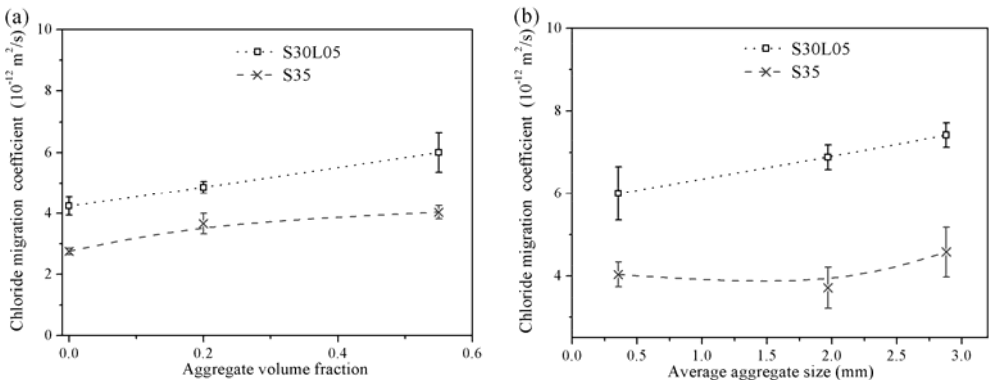 (a)
10
8
6
4
2
0
0.0
0.2
0.4
0.6
Chloride migration coefficient (10⁻¹² m²/s)
Aggregate volume fraction
S30L05
S35
(b)
10
8
6
4
0.0
0.5
1.0
1.5
2.0
2.5
3.0
Chloride migration coefficient (10⁻¹² m²/s)
Average aggregate size (mm)
S30L05
S35